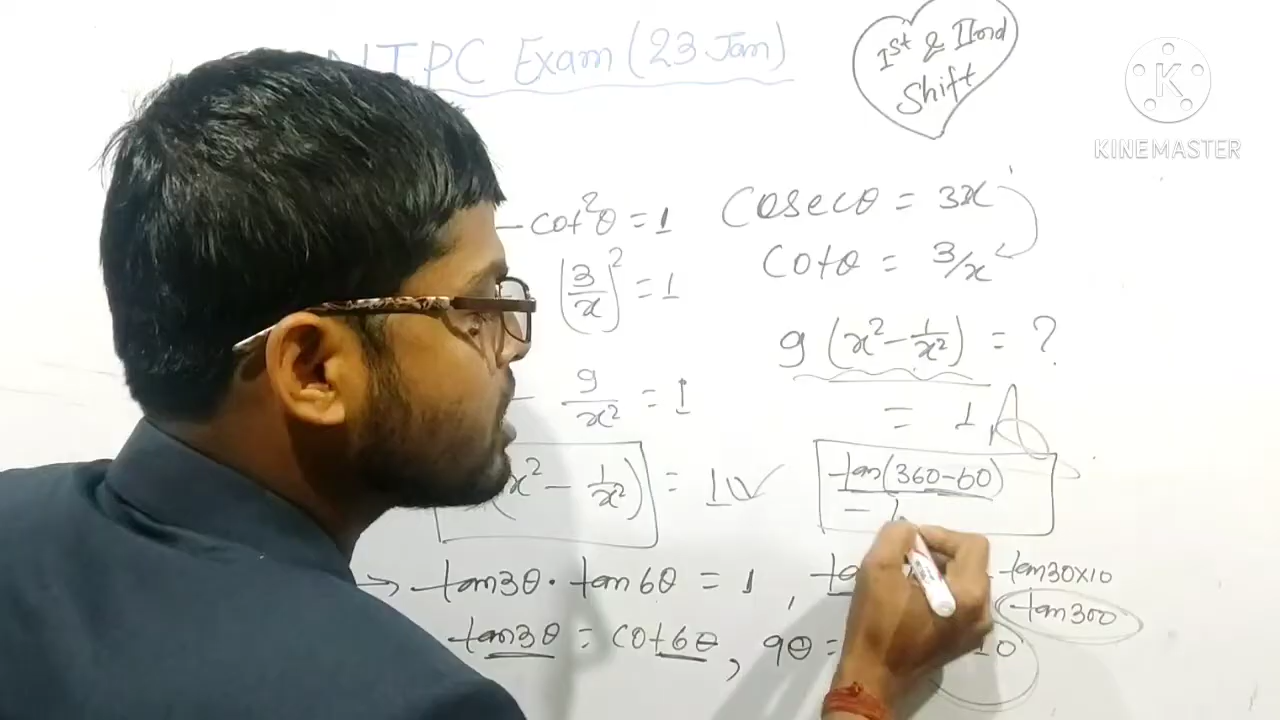 NTPC Exam (23 Jan)
Ist & IInd
Shift
KINEMASTER
- cot²θ = 1
(3/x)² = 1
- 9/x² = 1
x² - 1/x²) = 1
Cosecθ = 3x
Cotθ = 3/x
9 (x² - 1/x²) = ?
= 1
tan(360-60)
-
→ tan3θ · tan6θ = 1,
tan3θ = cot6θ, 9θ =
10
tan30×10
tan300